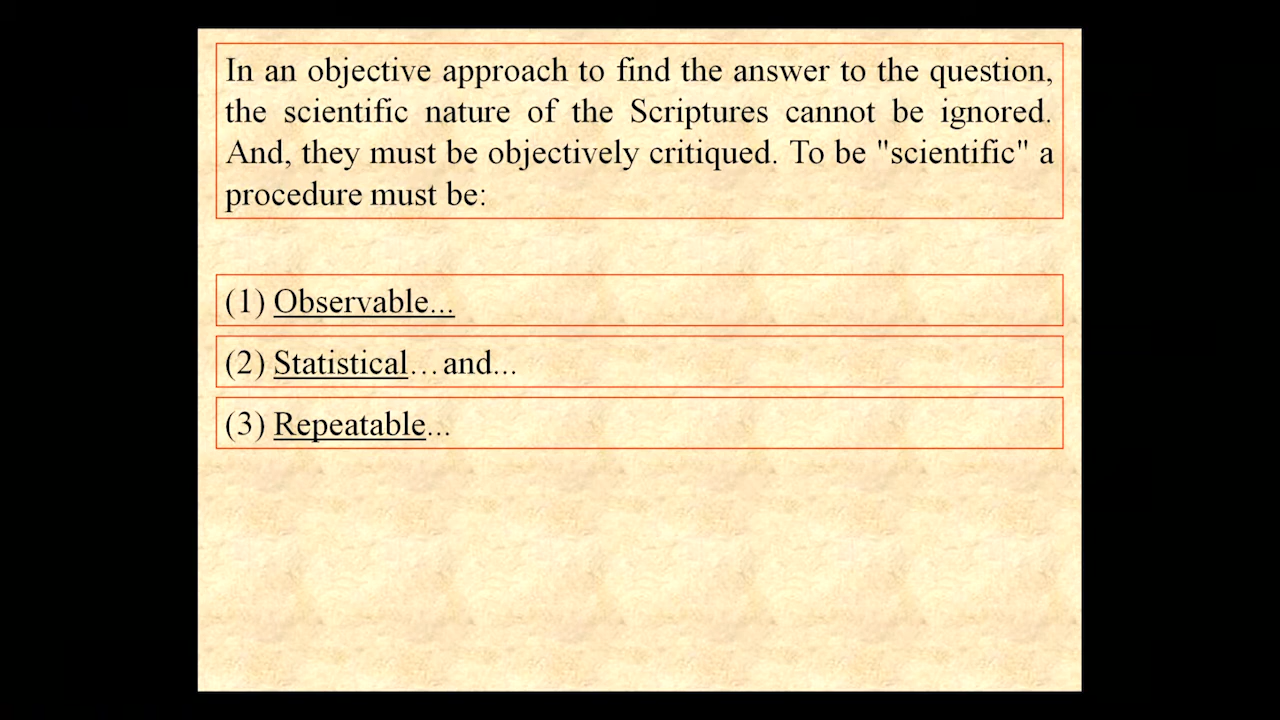 In an objective approach to find the answer to the question,
the scientific nature of the Scriptures cannot be ignored.
And, they must be objectively critiqued. To be "scientific" a
procedure must be:
(1) Observable...
(2) Statistical…and...
(3) Repeatable...